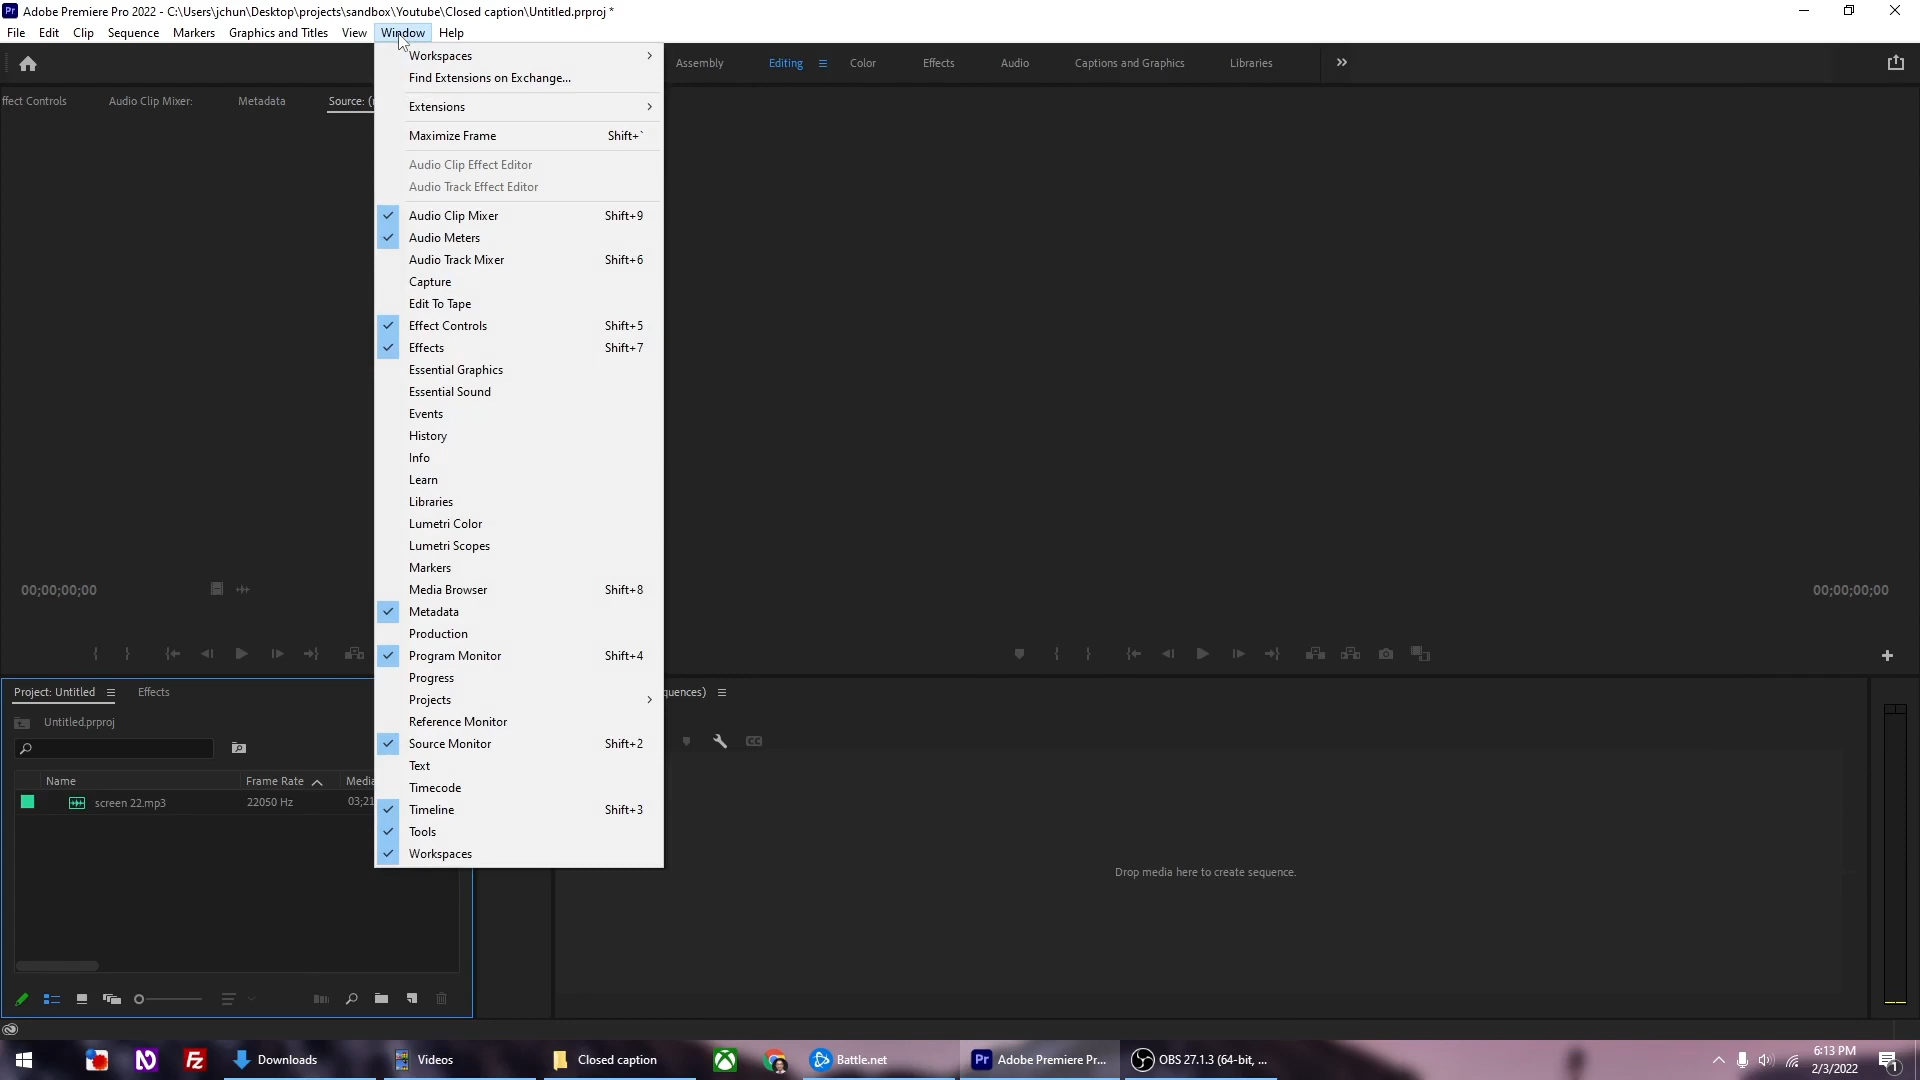 Pr Adobe Premiere Pro 2022 - C:\Users\jchun\Desktop\projects\sandbox\Youtube\Closed caption\Untitled.prproj *
File Edit Clip Sequence Markers Graphics and Titles View Window Help
Assembly Editing Color Effects Audio Captions and Graphics Libraries
ffect Controls Audio Clip Mixer: Metadata Source: (
Workspaces
Find Extensions on Exchange...
Extensions
Maximize Frame Shift+`
Audio Clip Effect Editor
Audio Track Effect Editor
Audio Clip Mixer Shift+9
Audio Meters
Audio Track Mixer Shift+6
Capture
Edit To Tape
Effect Controls Shift+5
Effects Shift+7
Essential Graphics
Essential Sound
Events
History
Info
Learn
Libraries
Lumetri Color
Lumetri Scopes
Markers
Media Browser Shift+8
Metadata
Production
Program Monitor Shift+4
Progress
Projects
Reference Monitor
Source Monitor Shift+2
Text
Timecode
Timeline Shift+3
Tools
Workspaces
00;00;00;00
00;00;00;00
Project: Untitled Effects
Untitled.prproj
Name Frame Rate Media
screen 22.mp3 22050 Hz 03;21
quences)
CC
Drop media here to create sequence.
Fz Downloads Videos Closed caption Battle.net Pr Adobe Premiere Pr... OBS 27.1.3 (64-bit, ...
6:13 PM
2/3/2022
1